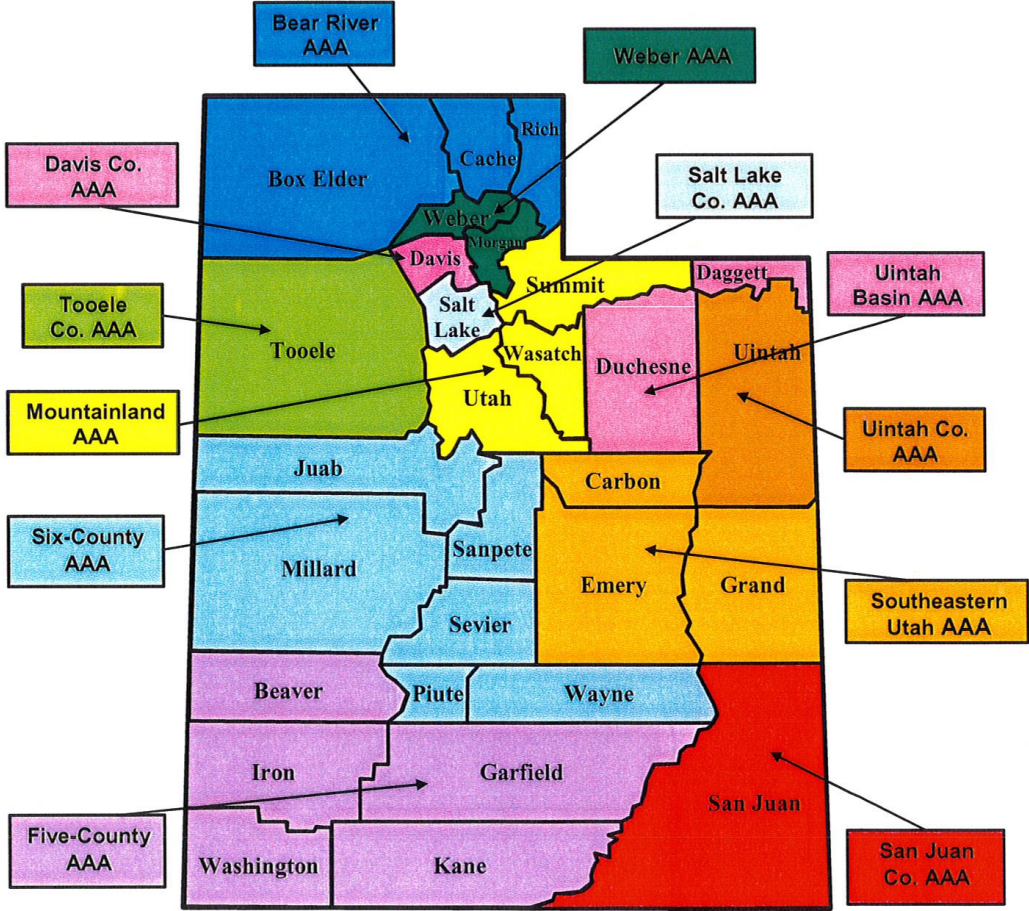 Bear River
AAA
Weber AAA
Rich
Cache
Davis Co.
AAA
Box Elder
Salt Lake
Co. AAA
Weber
Morgan
Davis
Daggett
Uintah
Basin AAA
Summit
Tooele
Co. AAA
Salt
Lake
Tooele
Wasatch
Duchesne
Uintah
Utah
Mountainland
AAA
Uintah Co.
AAA
Juab
Carbon
Six-County
AAA
Sanpete
Millard
Emery
Grand
Southeastern
Utah AAA
Sevier
Beaver
Piute
Wayne
Iron
Garfield
San Juan
Five-County
AAA
Washington
Kane
San Juan
Co. AAA